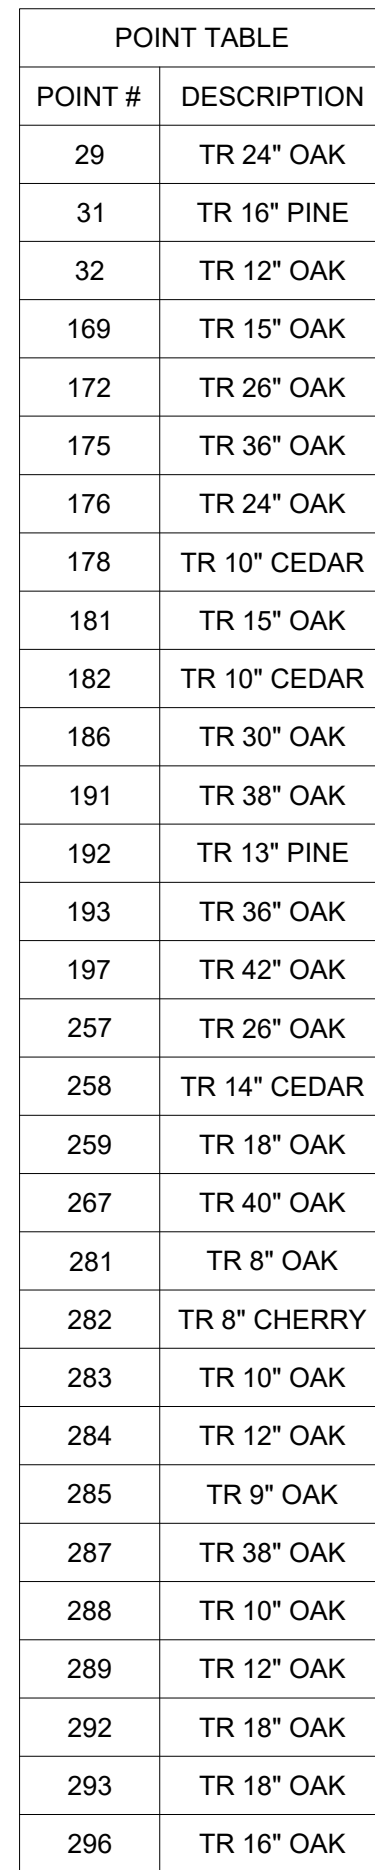 POINT TABLE
POINT # DESCRIPTION
29 TR 24" OAK
31 TR 16" PINE
32 TR 12" OAK
169 TR 15" OAK
172 TR 26" OAK
175 TR 36" OAK
176 TR 24" OAK
178 TR 10" CEDAR
181 TR 15" OAK
182 TR 10" CEDAR
186 TR 30" OAK
191 TR 38" OAK
192 TR 13" PINE
193 TR 36" OAK
197 TR 42" OAK
257 TR 26" OAK
258 TR 14" CEDAR
259 TR 18" OAK
267 TR 40" OAK
281 TR 8" OAK
282 TR 8" CHERRY
283 TR 10" OAK
284 TR 12" OAK
285 TR 9" OAK
287 TR 38" OAK
288 TR 10" OAK
289 TR 12" OAK
292 TR 18" OAK
293 TR 18" OAK
296 TR 16" OAK